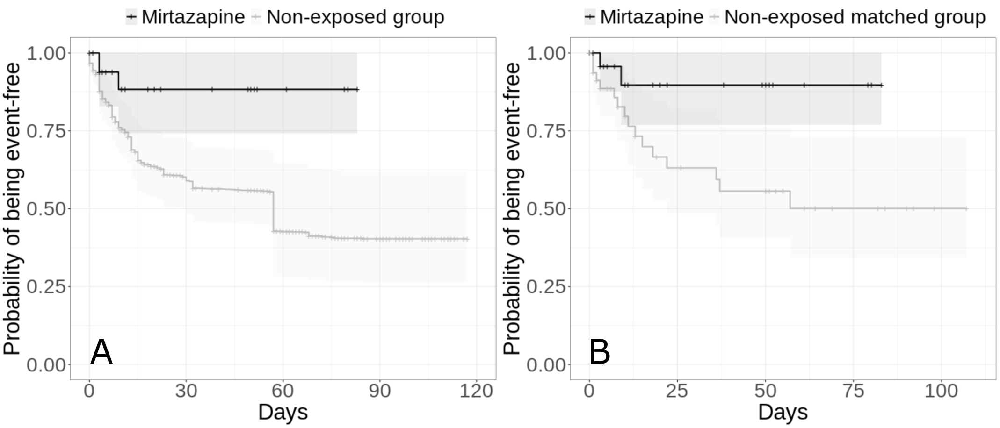 Mirtazapine Non-exposed group
Probability of being event-free
1.00
0.75
0.50
0.25
0.00
A
0 30 60 90 120
Days
Mirtazapine Non-exposed matched group
Probability of being event-free
1.00
0.75
0.50
0.25
0.00
B
0 25 50 75 100
Days